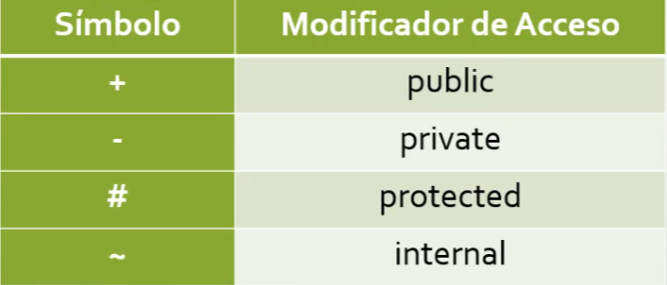 Símbolo Modificador de Acceso
+ public
- private
# protected
~ internal